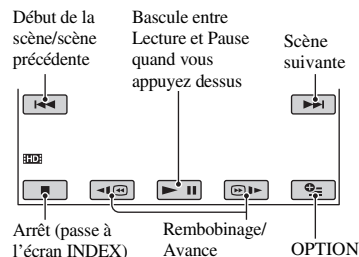 Début de la
scène/scène
précédente
Bascule entre
Lecture et Pause
quand vous
appuyez dessus
Scène
suivante
HD
Arrêt (passe à
l'écran INDEX)
Rembobinage/
Avance
OPTION